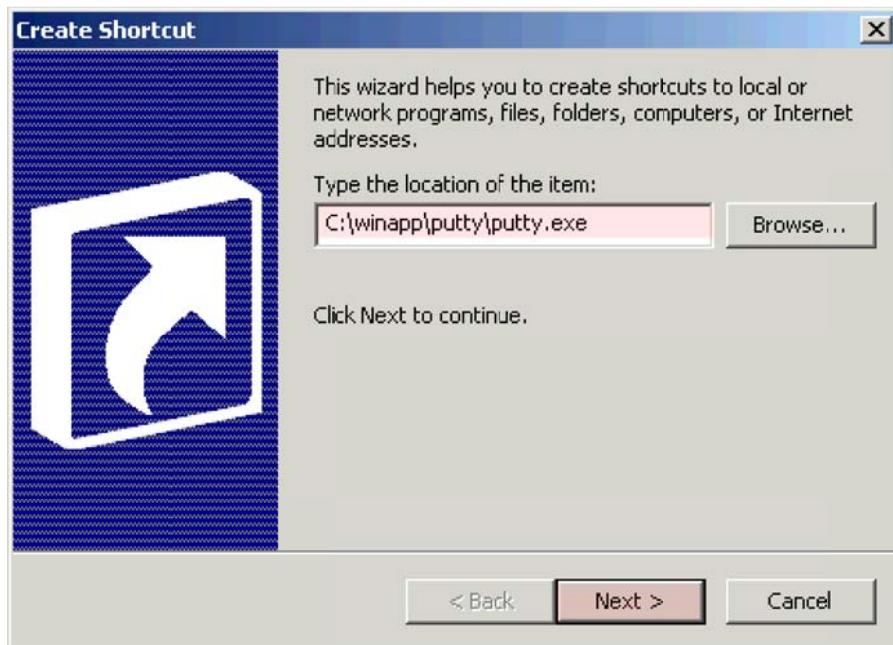 Create Shortcut
This wizard helps you to create shortcuts to local or
network programs, files, folders, computers, or Internet
addresses.
Type the location of the item:
C:\winapp\putty\putty.exe
Browse...
Click Next to continue.
< Back
Next >
Cancel